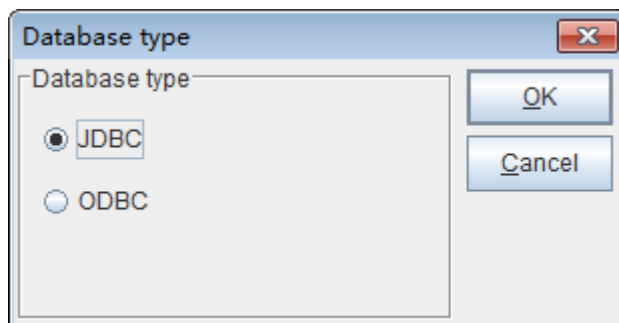 Database type
Database type
JDBC
ODBC
OK
Cancel